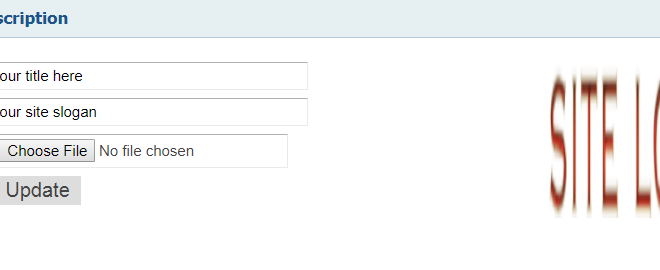 scription
our title here
our site slogan
Choose File No file chosen
Update
SITE LO